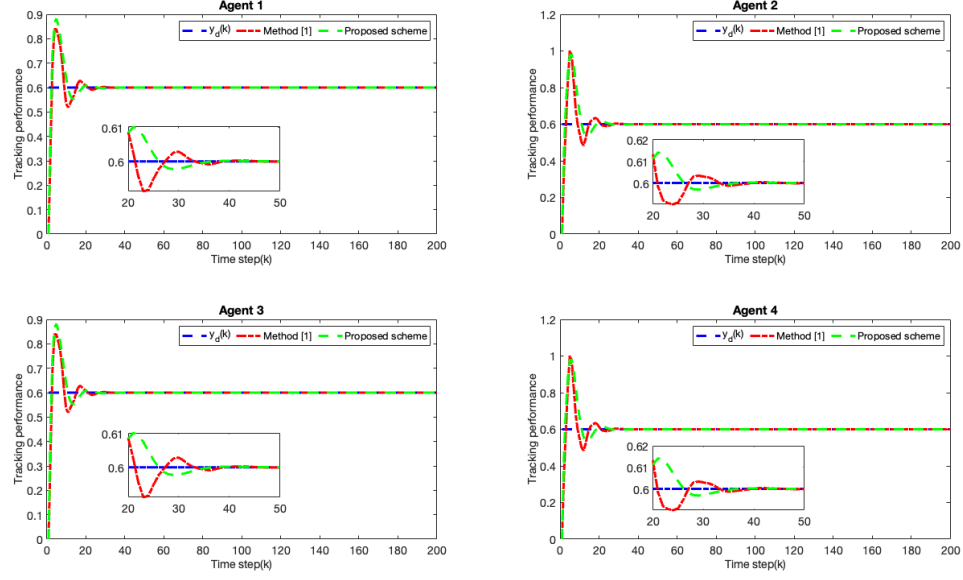 Agent 1
y_d(k) Method [1] Proposed scheme
Tracking performance
0.9
0.8
0.7
0.6
0.5
0.4
0.3
0.2
0.1
0
0.61
0.6
20 30 40 50
0 20 40 60 80 100 120 140 160 180 200
Time step(k)
Agent 2
y_d(k) Method [1] Proposed scheme
Tracking performance
1.2
1
0.8
0.6
0.4
0.2
0
0.62
0.61
0.6
20 30 40 50
0 20 40 60 80 100 120 140 160 180 200
Time step(k)
Agent 3
y_d(k) Method [1] Proposed scheme
Tracking performance
0.9
0.8
0.7
0.6
0.5
0.4
0.3
0.2
0.1
0
0.61
0.6
20 30 40 50
0 20 40 60 80 100 120 140 160 180 200
Time step(k)
Agent 4
y_d(k) Method [1] Proposed scheme
Tracking performance
1.2
1
0.8
0.6
0.4
0.2
0
0.62
0.61
0.6
20 30 40 50
0 20 40 60 80 100 120 140 160 180 200
Time step(k)